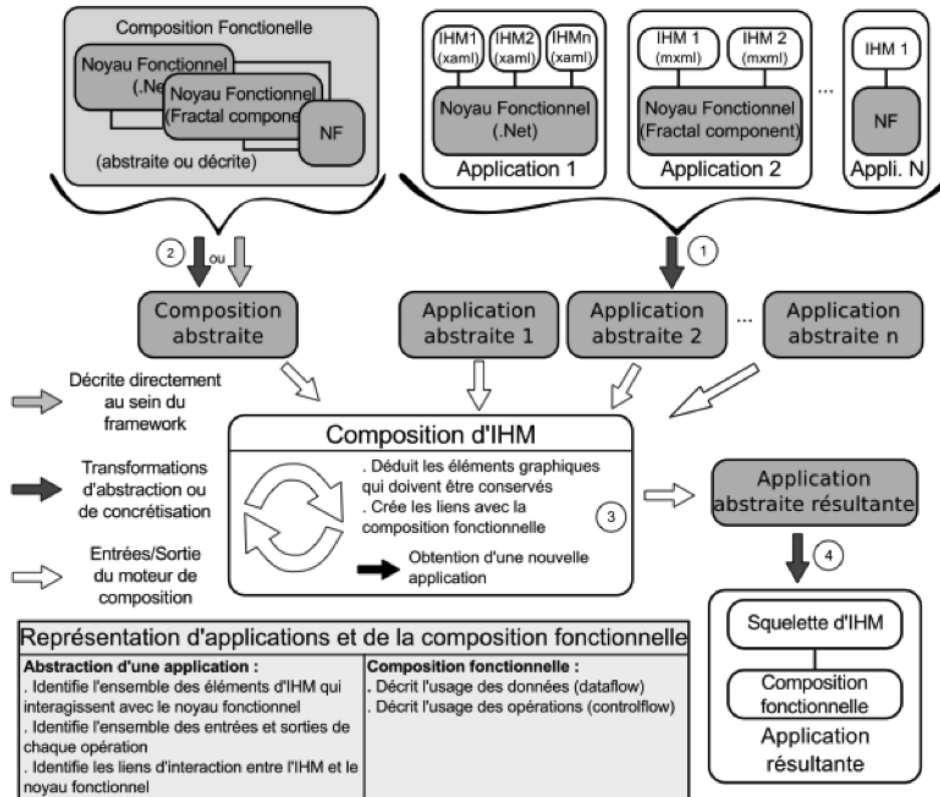 Composition Fonctionelle
Noyau Fonctionnel
(.Ne
Noyau Fonctionnel
(Fractal compone
NF
(abstraite ou décrite)
IHM1
(xaml)
IHM2
(xaml)
IHMn
(xaml)
Noyau Fonctionnel
(.Net)
Application 1
IHM 1
(mxml)
IHM 2
(mxml)
Noyau Fonctionnel
(Fractal component)
Application 2
...
IHM 1
NF
Appli. N
2
ou
1
Composition
abstraite
Application
abstraite 1
Application
abstraite 2
...
Application
abstraite n
Décrite directement
au sein du
framework
Transformations
d'abstraction ou
de concrétisation
Entrées/Sortie
du moteur de
composition
Composition d'IHM
. Déduit les éléments graphiques
qui doivent être conservés
. Crée les liens avec la
composition fonctionnelle
3
Obtention d'une nouvelle
application
Application
abstraite résultante
4
Squelette d'IHM
Composition
fonctionnelle
Application
résultante
Représentation d'applications et de la composition fonctionnelle
Abstraction d'une application :
. Identifie l'ensemble des éléments d'IHM qui
interagissent avec le noyau fonctionnel
. Identifie l'ensemble des entrées et sorties de
chaque opération
. Identifie les liens d'interaction entre l'IHM et le
noyau fonctionnel
Composition fonctionnelle :
. Décrit l'usage des données (dataflow)
. Décrit l'usage des opérations (controlflow)